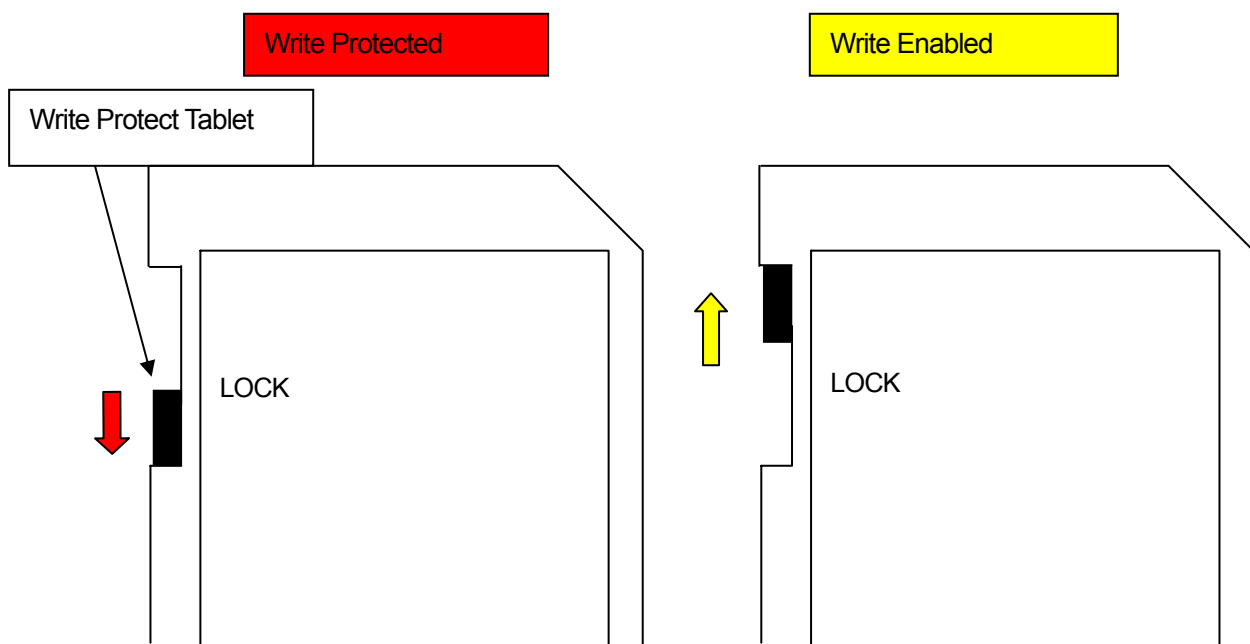 Write Protected
Write Enabled
Write Protect Tablet
LOCK
LOCK